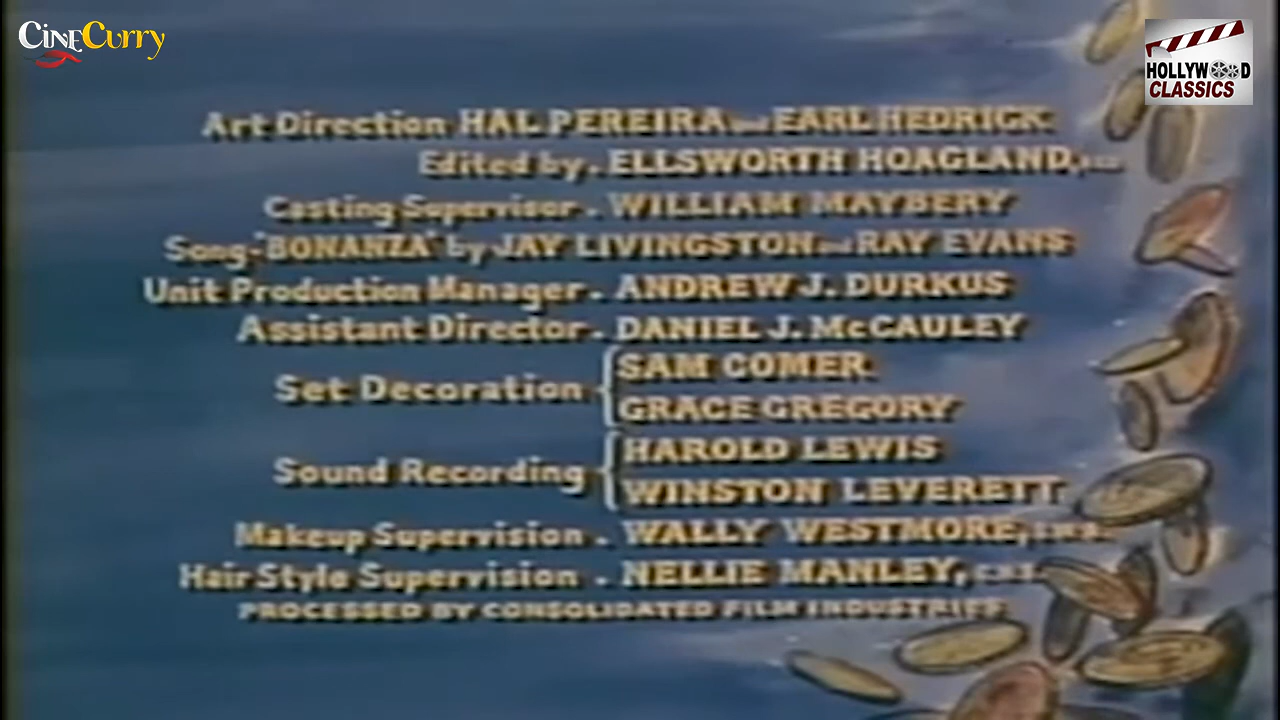 CINECURRY
HOLLYWOOD
CLASSICS
Art Direction HAL PEREIRA and EARL HEDRICK
Edited by . ELLSWORTH HOAGLAND,
Casting Supervisor . WILLIAM MAYBERY
Song-"BONANZA" by JAY LIVINGSTON and RAY EVANS
Unit Production Manager . ANDREW J. DURKUS
Assistant Director . DANIEL J. McCAULEY
Set Decoration { SAM COMER
GRACE GREGORY
Sound Recording { HAROLD LEWIS
WINSTON LEVERETT
Makeup Supervision . WALLY WESTMORE,
Hair Style Supervision . NELLIE MANLEY,
PROCESSED BY CONSOLIDATED FILM INDUSTRIES